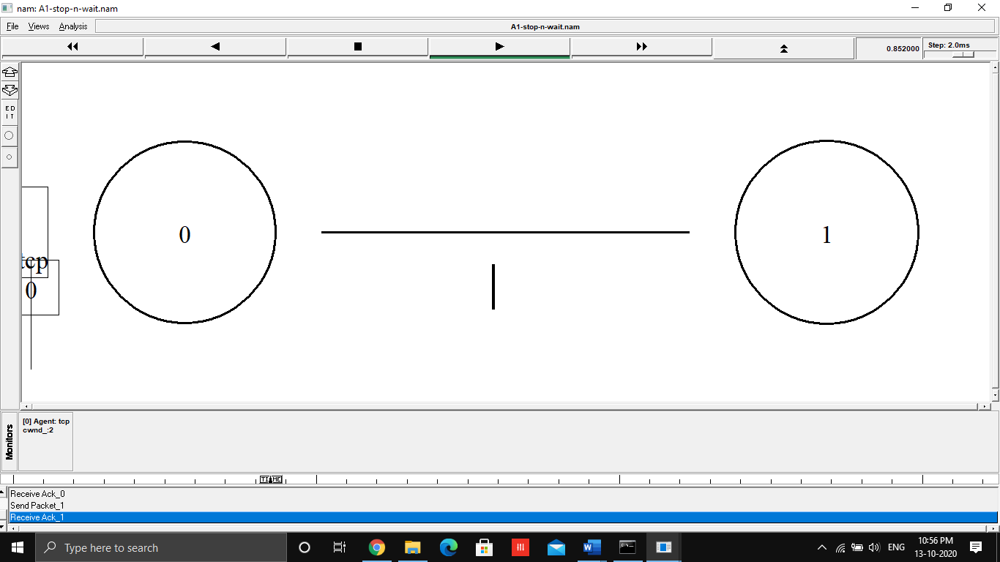 nam: A1-stop-n-wait.nam
File Views Analysis
A1-stop-n-wait.nam
0.852000
Step: 2.0ms
ED
IT
0
1
tcp
0
Monitors
[0] Agent: tcp
cwnd_:2
TIME
Receive Ack_0
Send Packet_1
Receive Ack_1
Type here to search
ENG
10:56 PM
13-10-2020